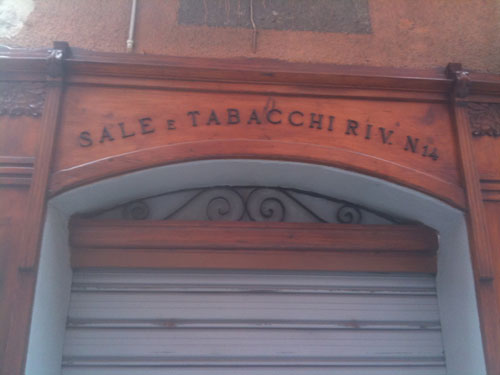 SALE E TABACCHI RIV. N 14